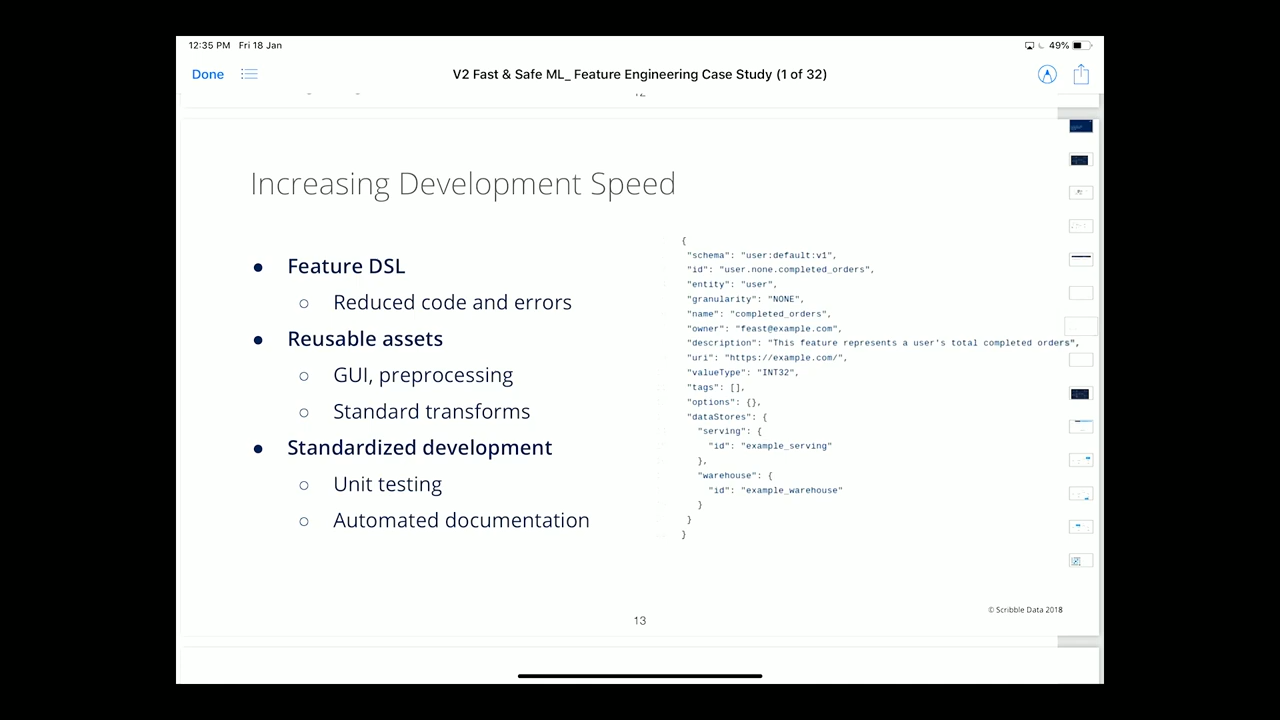 12:35 PM Fri 18 Jan
49%
Done
V2 Fast & Safe ML_ Feature Engineering Case Study (1 of 32)
Increasing Development Speed
● Feature DSL
○ Reduced code and errors
● Reusable assets
○ GUI, preprocessing
○ Standard transforms
● Standardized development
○ Unit testing
○ Automated documentation
{
"schema": "user:default:v1",
"id": "user.none.completed_orders",
"entity": "user",
"granularity": "NONE",
"name": "completed_orders",
"owner": "feast@example.com",
"description": "This feature represents a user's total completed orders",
"uri": "https://example.com/",
"valueType": "INT32",
"tags": [],
"options": {},
"dataStores": {
"serving": {
"id": "example_serving"
},
"warehouse": {
"id": "example_warehouse"
}
}
}
© Scribble Data 2018
13